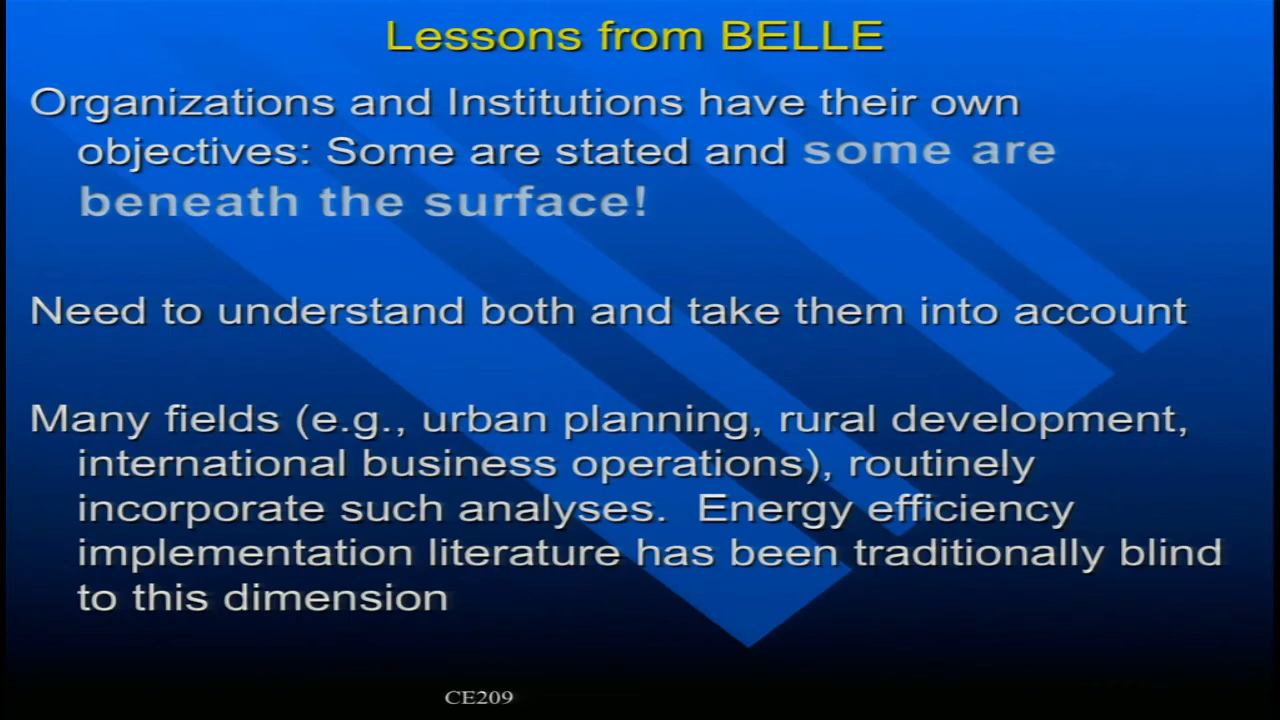 Lessons from BELLE
Organizations and Institutions have their own
objectives: Some are stated and some are
beneath the surface!
Need to understand both and take them into account
Many fields (e.g., urban planning, rural development,
international business operations), routinely
incorporate such analyses.  Energy efficiency
implementation literature has been traditionally blind
to this dimension
CE209